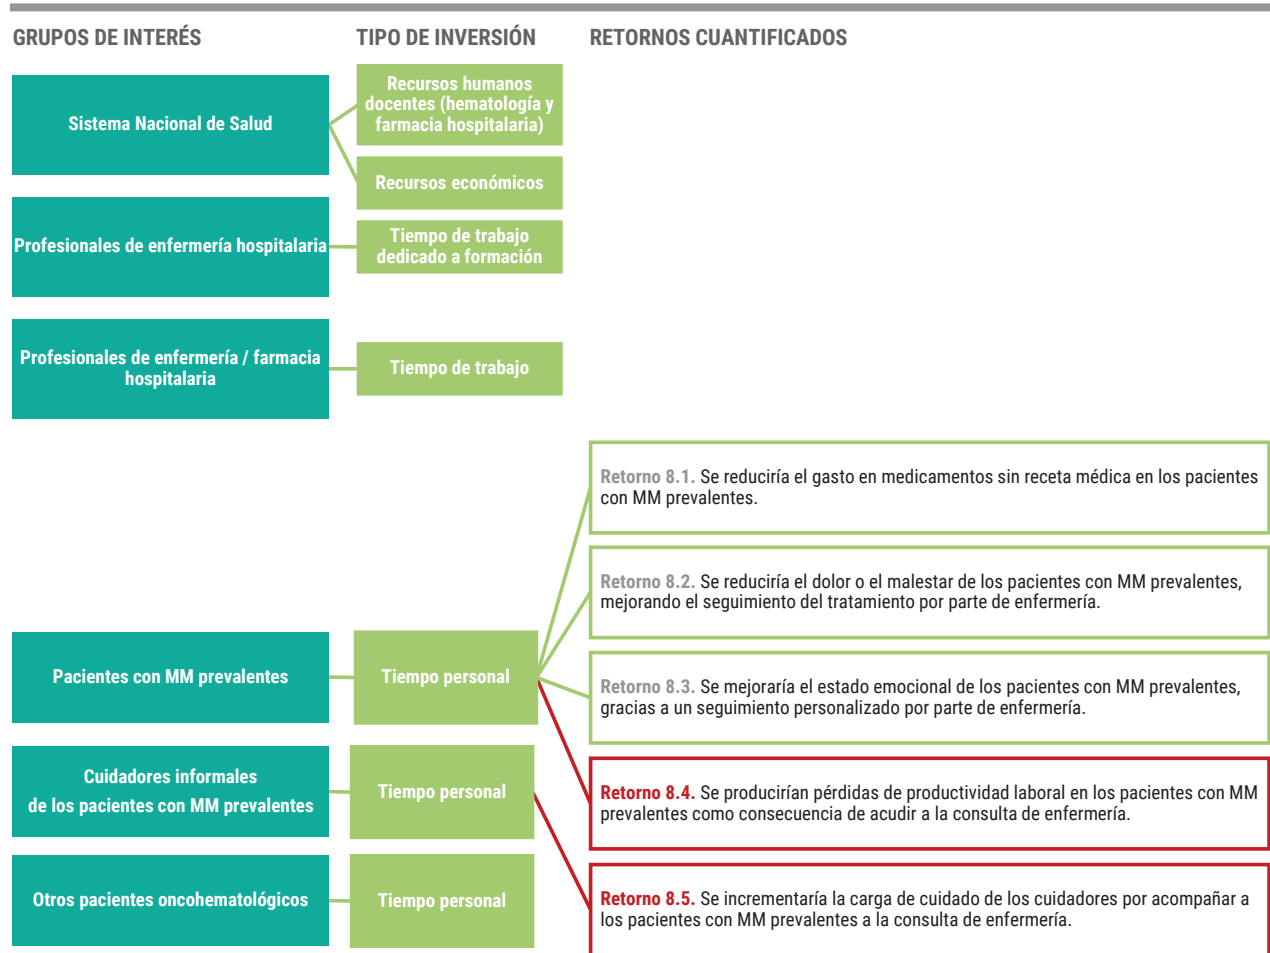 GRUPOS DE INTERÉS
TIPO DE INVERSIÓN
RETORNOS CUANTIFICADOS
Sistema Nacional de Salud
Recursos humanos
docentes (hematología y
farmacia hospitalaria)
Recursos económicos
Profesionales de enfermería hospitalaria
Tiempo de trabajo
dedicado a formación
Profesionales de enfermería / farmacia
hospitalaria
Tiempo de trabajo
Pacientes con MM prevalentes
Tiempo personal
Retorno 8.1. Se reduciría el gasto en medicamentos sin receta médica en los pacientes
con MM prevalentes.
Retorno 8.2. Se reduciría el dolor o el malestar de los pacientes con MM prevalentes,
mejorando el seguimiento del tratamiento por parte de enfermería.
Retorno 8.3. Se mejoraría el estado emocional de los pacientes con MM prevalentes,
gracias a un seguimiento personalizado por parte de enfermería.
Retorno 8.4. Se producirían pérdidas de productividad laboral en los pacientes con MM
prevalentes como consecuencia de acudir a la consulta de enfermería.
Cuidadores informales
de los pacientes con MM prevalentes
Tiempo personal
Retorno 8.5. Se incrementaría la carga de cuidado de los cuidadores por acompañar a
los pacientes con MM prevalentes a la consulta de enfermería.
Otros pacientes oncohematológicos
Tiempo personal